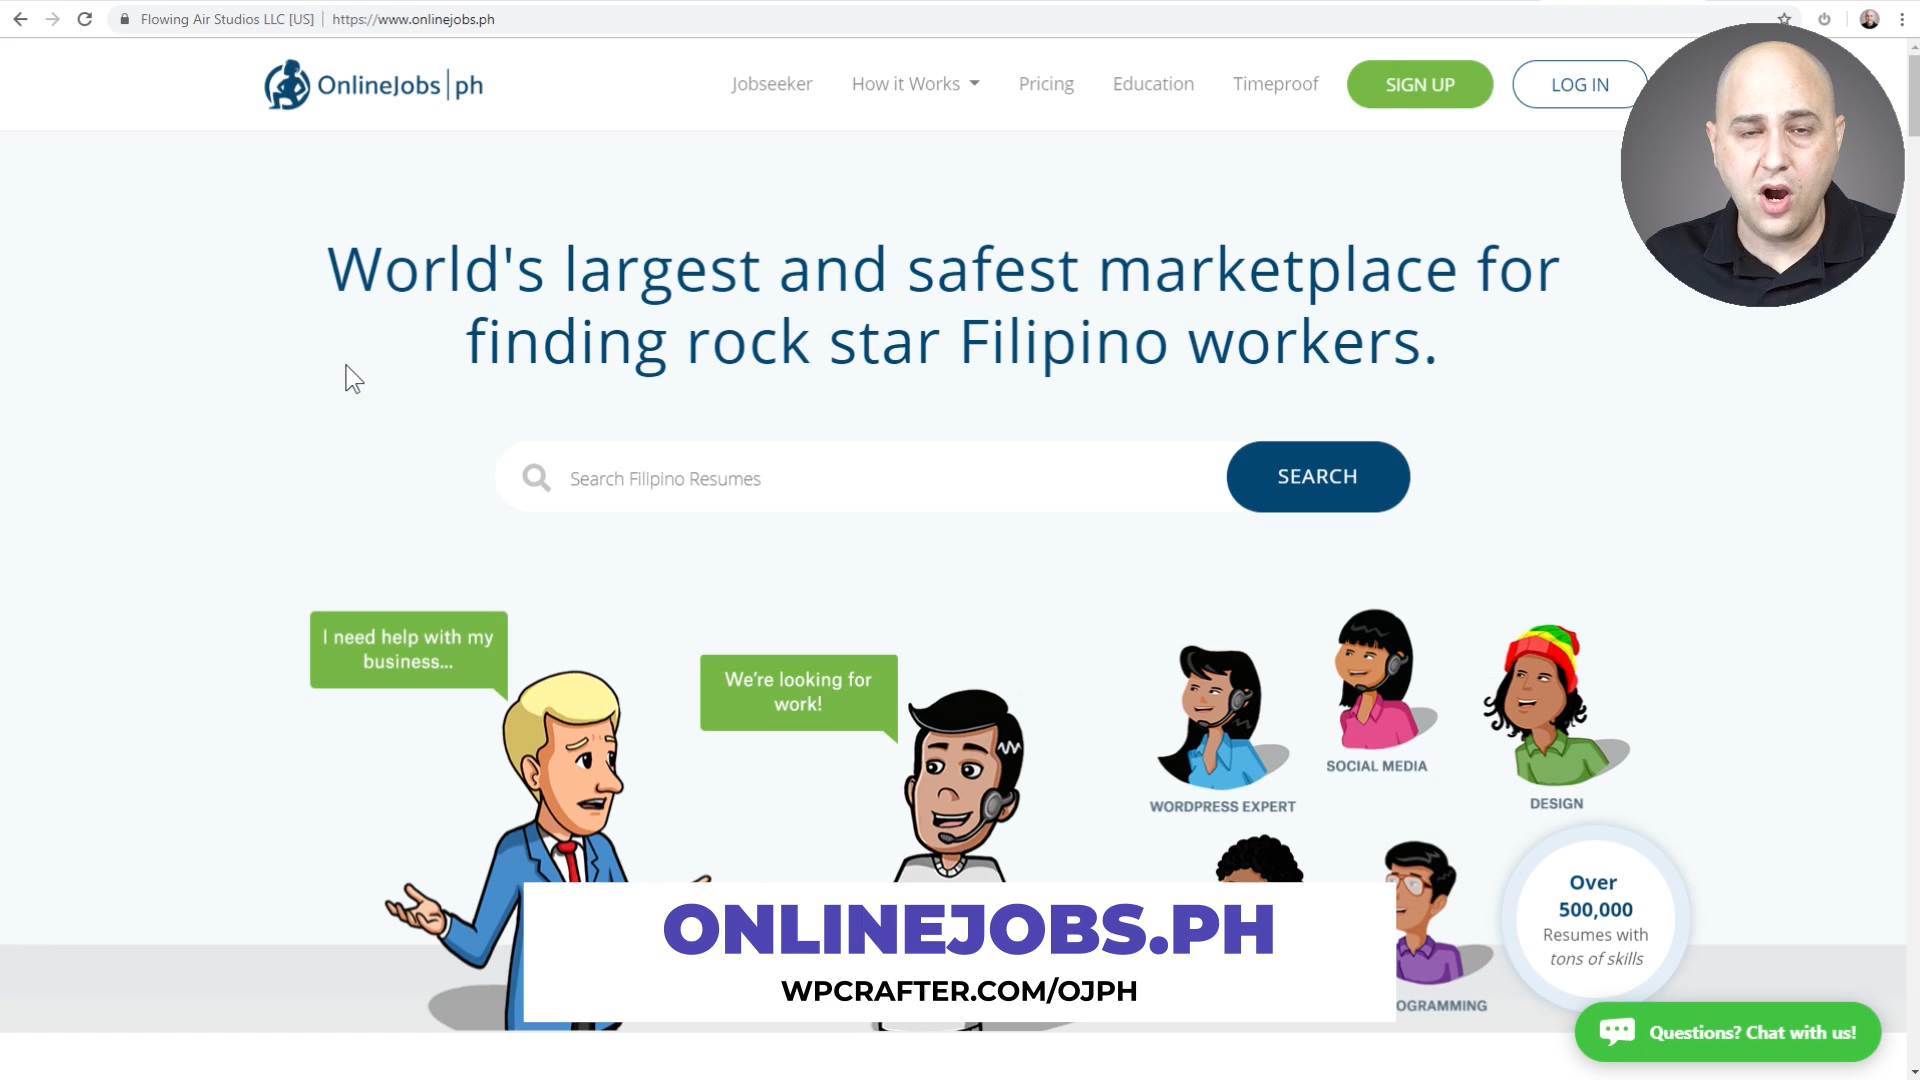 Flowing Air Studios LLC [US] | https://www.onlinejobs.ph
OnlineJobs|ph
Jobseeker
How it Works
Pricing
Education
Timeproof
SIGN UP
LOG IN
World's largest and safest marketplace for
finding rock star Filipino workers.
Search Filipino Resumes
SEARCH
I need help with my
business...
We're looking for
work!
WORDPRESS EXPERT
SOCIAL MEDIA
DESIGN
Over
500,000
Resumes with
tons of skills
OGRAMMING
ONLINEJOBS.PH
WPCRAFTER.COM/OJPH
Questions? Chat with us!